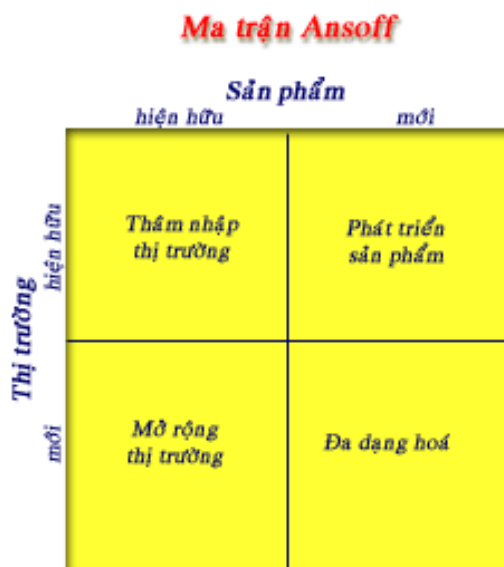 Ma trận Ansoff
Sản phẩm
hiện hữu mới
Thị trường
hiện hữu
mới
Thâm nhập
thị trường
Phát triển
sản phẩm
Mở rộng
thị trường
Đa dạng hoá